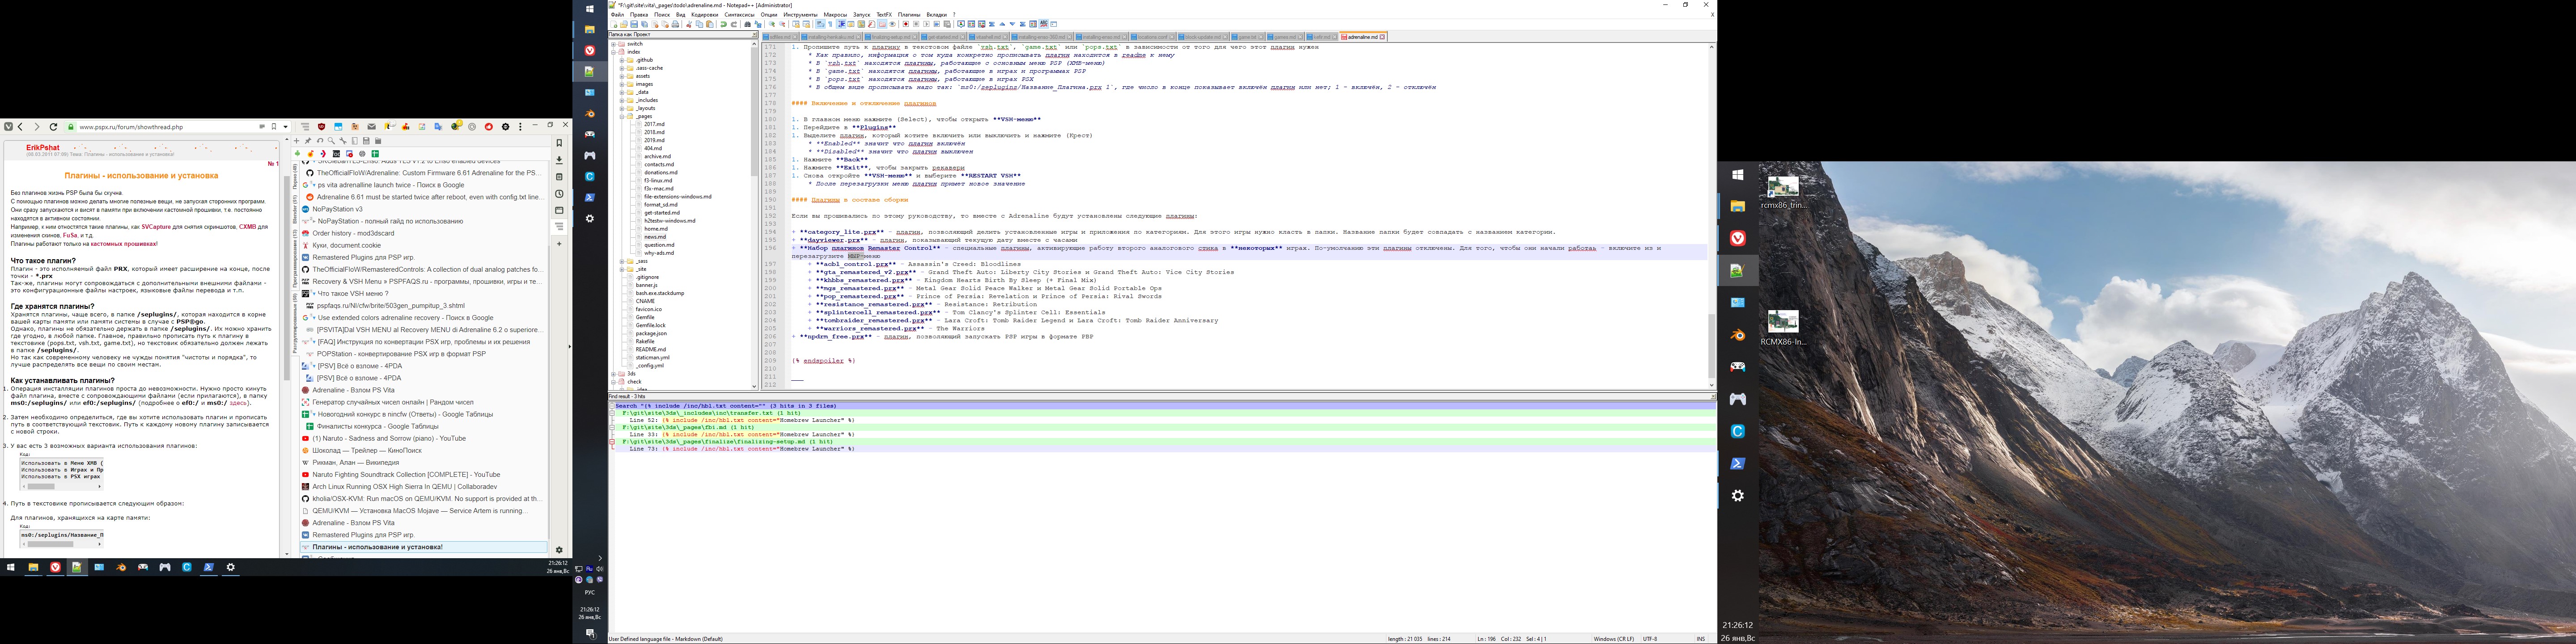 www.pspx.ru/forum/showthread.php
ErikPshat
№ 1
Плагины - использование и установка
Без плагинов жизнь PSP была бы скучна.
С помощью плагинов можно делать многие полезные вещи, не запуская сторонних программ.
Они сразу запускаются и висят в памяти при включении кастомной прошивки, т.е. постоянно
находятся в активном состоянии.
Например, к ним относятся такие плагины, как SVCapture для снятия скриншотов, CXMB для
изменения скинов, FuSa, и т.д.
Плагины работают только на кастомных прошивках!
Что такое плагин?
Плагин - это исполняемый файл PRX, который имеет расширение на конце, после
точки - *.prx
Так-же, плагины могут сопровождаться с дополнительными внешними файлами -
это конфигурационные файлы настроек, языковые файлы перевода и т.п.
Где хранятся плагины?
Хранятся плагины, чаще всего, в папке /seplugins/, которая находится в корне
вашей карты памяти или памяти системы в случае с PSP®go.
Однако, плагины не обязательно держать в папке /seplugins/. Их можно хранить
где угодно, в любой папке. Главное, правильно прописать путь к плагину в
текстовике (pops.txt, vsh.txt, game.txt), но текстовик обязательно должен лежать
в папке /seplugins/.
Но так как современному человеку не нужды понятия "чистоты и порядка", то
лучше распределять все вещи по своим местам.
Как устанавливать плагины?
1. Операция инсталляции плагинов проста до невозможности. Нужно просто кинуть
файл плагина, вместе с сопровождающими файлами (если прилагаются), в папку
ms0:/seplugins/ или ef0:/seplugins/ (подробнее о ef0:/ и ms0:/ здесь).
2. Затем необходимо определиться, где вы хотите использовать плагин и прописать
путь в соответствующий текстовик. Путь к каждому новому плагину записывается
с новой строки.
3. У вас есть 3 возможных варианта использования плагинов:
Код:
Использовать в Меню XMB (
Использовать в Играх и Пр
Использовать в PSX играх
4. Путь в текстовике прописывается следующим образом:
Для плагинов, хранящихся на карте памяти:
Код:
ms0:/seplugins/Название_П
TheOfficialFloW/Adrenaline: Custom Firmware 6.61 Adrenaline for the PS...
ps vita adrenalline launch twice - Поиск в Google
Adrenaline 6.61 must be started twice after reboot, even with config.txt line...
NoPayStation v3
NoPayStation - полный гайд по использованию
Order history - mod3dscard
Куки, document.cookie
Remastered Plugins для PSP игр.
TheOfficialFloW/RemasteredControls: A collection of dual analog patches fo...
Recovery & VSH Menu » PSPFAQS.ru - программы, прошивки, игры и те...
Что такое VSH меню ?
pspfaqs.ru/NI/cfw/brite/503gen_pumpitup_3.shtml
Use extended colors adrenaline recovery - Поиск в Google
[PSVITA]Dal VSH MENU al Recovery MENU di Adrenaline 6.2 o superiore...
[FAQ] Инструкция по конвертации PSX игр, проблемы и их решения
POPStation - конвертирование PSX игр в формат PSP
[PSV] Всё о взломе - 4PDA
[PSV] Всё о взломе - 4PDA
Adrenaline - Взлом PS Vita
Генератор случайных чисел онлайн | Рандом чисел
Новогодний конкурс в nincfw (Ответы) - Google Таблицы
Финалисты конкурса - Google Таблицы
(1) Naruto - Sadness and Sorrow (piano) - YouTube
Шоколад — Трейлер — КиноПоиск
Рикман, Алан — Википедия
Naruto Fighting Soundtrack Collection [COMPLETE] - YouTube
Arch Linux Running OSX High Sierra In QEMU | Collaboradev
kholia/OSX-KVM: Run macOS on QEMU/KVM. No support is provided at th...
QEMU/KVM — Установка MacOS Mojave — Service Artem is running...
Adrenaline - Взлом PS Vita
Remastered Plugins для PSP игр.
Плагины - использование и установка!
21:26:12
26 янв,Вс
РУС
21:26:12
26 янв,Вс
*F:\git\site\vita\_pages\todo\adrenaline.md - Notepad++ [Administrator]
Файл Правка Поиск Вид Кодировки Синтаксисы Опции Инструменты Макросы Запуск TextFX Плагины Вкладки ?
Папка как Проект
adrenaline.md
switch
index
.github
.sass-cache
assets
images
_data
_includes
_layouts
_pages
2017.md
2018.md
2019.md
404.md
archive.md
contacts.md
donations.md
f3-linux.md
f3x-mac.md
file-extensions-windows.md
format_sd.md
get-started.md
h2testw-windows.md
home.md
news.md
question.md
why-ads.md
_sass
_site
.gitignore
banner.js
bash.exe.stackdump
CNAME
favicon.ico
Gemfile
Gemfile.lock
package.json
Rakefile
README.md
staticman.yml
_config.yml
3ds
check
171 1. Пропишите путь к плагину в текстовом файле `vsh.txt`, `game.txt` или `pops.txt` в зависимости от того для чего этот плагин нужен
172 * Как правило, информация о том куда конкретно прописывать плагин находится в readme к нему
173 * В `vsh.txt` находятся плагины, работающие с основным меню PSP (XMB-меню)
174 * В `game.txt` находятся плагины, работающие в играх и программах PSP
175 * В `pops.txt` находятся плагины, работающие в играх PSX
176 * В общем виде прописывать надо так: `ms0:/seplugins/Название_Плагина.prx 1`, где число в конце показывает включён плагин или нет; 1 - включён, 2 - отключён
177
178 #### Включение и отключение плагинов
179
180 1. В главном меню нажмите (Select), чтобы открыть **VSH-меню**
181 1. Перейдите в **Plugins**
182 1. Выделите плагин, который хотите включить или выключить и нажмите (Крест)
183 * **Enabled** значит что плагин включён
184 * **Disabled** значит что плагин выключен
185 1. Нажмите **Back**
186 1. Нажмите **Exit**, чтобы закрыть рекавери
187 1. Снова откройте **VSH-меню** и выберите **RESTART VSH**
188 * После перезагрузки меню плагин примет новое значение
189
190 #### Плагины в составе сборки
191
192 Если вы прошивались по этому руководству, то вместе с Adrenaline будут установлены следующие плагины:
193
194 + **category_lite.prx** - плагин, позволяющий делить установленные игры и приложения по категориям. Для этого игры нужно класть в папки. Название папки будет совпадать с названием категории.
195 + **dayviewer.prx** - плагин, показывающий текущую дату вместе с часами
196 + **Набор плагинов Remaster Control** - специальные плагины, активирующие работу второго аналогового стика в **некоторых** играх. По-умолчанию эти плагины отключены. Для того, чтобы они начали работаь - включите из и
перезагрузите XMB-меню
197 + **acbl_control.prx** - Assassin's Creed: Bloodlines
198 + **gta_remastered_v2.prx** - Grand Theft Auto: Liberty City Stories и Grand Theft Auto: Vice City Stories
199 + **khbbs_remastered.prx** - Kingdom Hearts Birth By Sleep (+ Final Mix)
200 + **mgs_remastered.prx** - Metal Gear Solid Peace Walker и Metal Gear Solid Portable Ops
201 + **pop_remastered.prx** - Prince of Persia: Revelation и Prince of Persia: Rival Swords
202 + **resistance_remastered.prx** - Resistance: Retribution
203 + **splintercell_remastered.prx** - Tom Clancy's Splinter Cell: Essentials
204 + **tombraider_remastered.prx** - Lara Croft: Tomb Raider Legend и Lara Croft: Tomb Raider Anniversary
205 + **warriors_remastered.prx** - The Warriors
206 + **npdrm_free.prx** - плагин, позволяющий запускать PSP игры в формате PBP
207
208
209 {% endspoiler %}
210
211 ___
212
Find result - 3 hits
Search "{% include /inc/hbl.txt content="" (3 hits in 3 files)
F:\git\site\3ds\_includes\inc\transfer.txt (1 hit)
Line 52: {% include /inc/hbl.txt content="Homebrew Launcher" %}
F:\git\site\3ds\_pages\fbi.md (1 hit)
Line 33: {% include /inc/hbl.txt content="Homebrew Launcher" %}
F:\git\site\3ds\_pages\finalize\finalizing-setup.md (1 hit)
Line 73: {% include /inc/hbl.txt content="Homebrew Launcher" %}
User Defined language file - Markdown (Default)
length : 21 035 lines : 214
Ln : 196 Col : 232 Sel : 4 | 1
Windows (CR LF)
UTF-8
INS
rcmx86_trin...
RCMX86-In...
21:26:12
26 янв,Вс